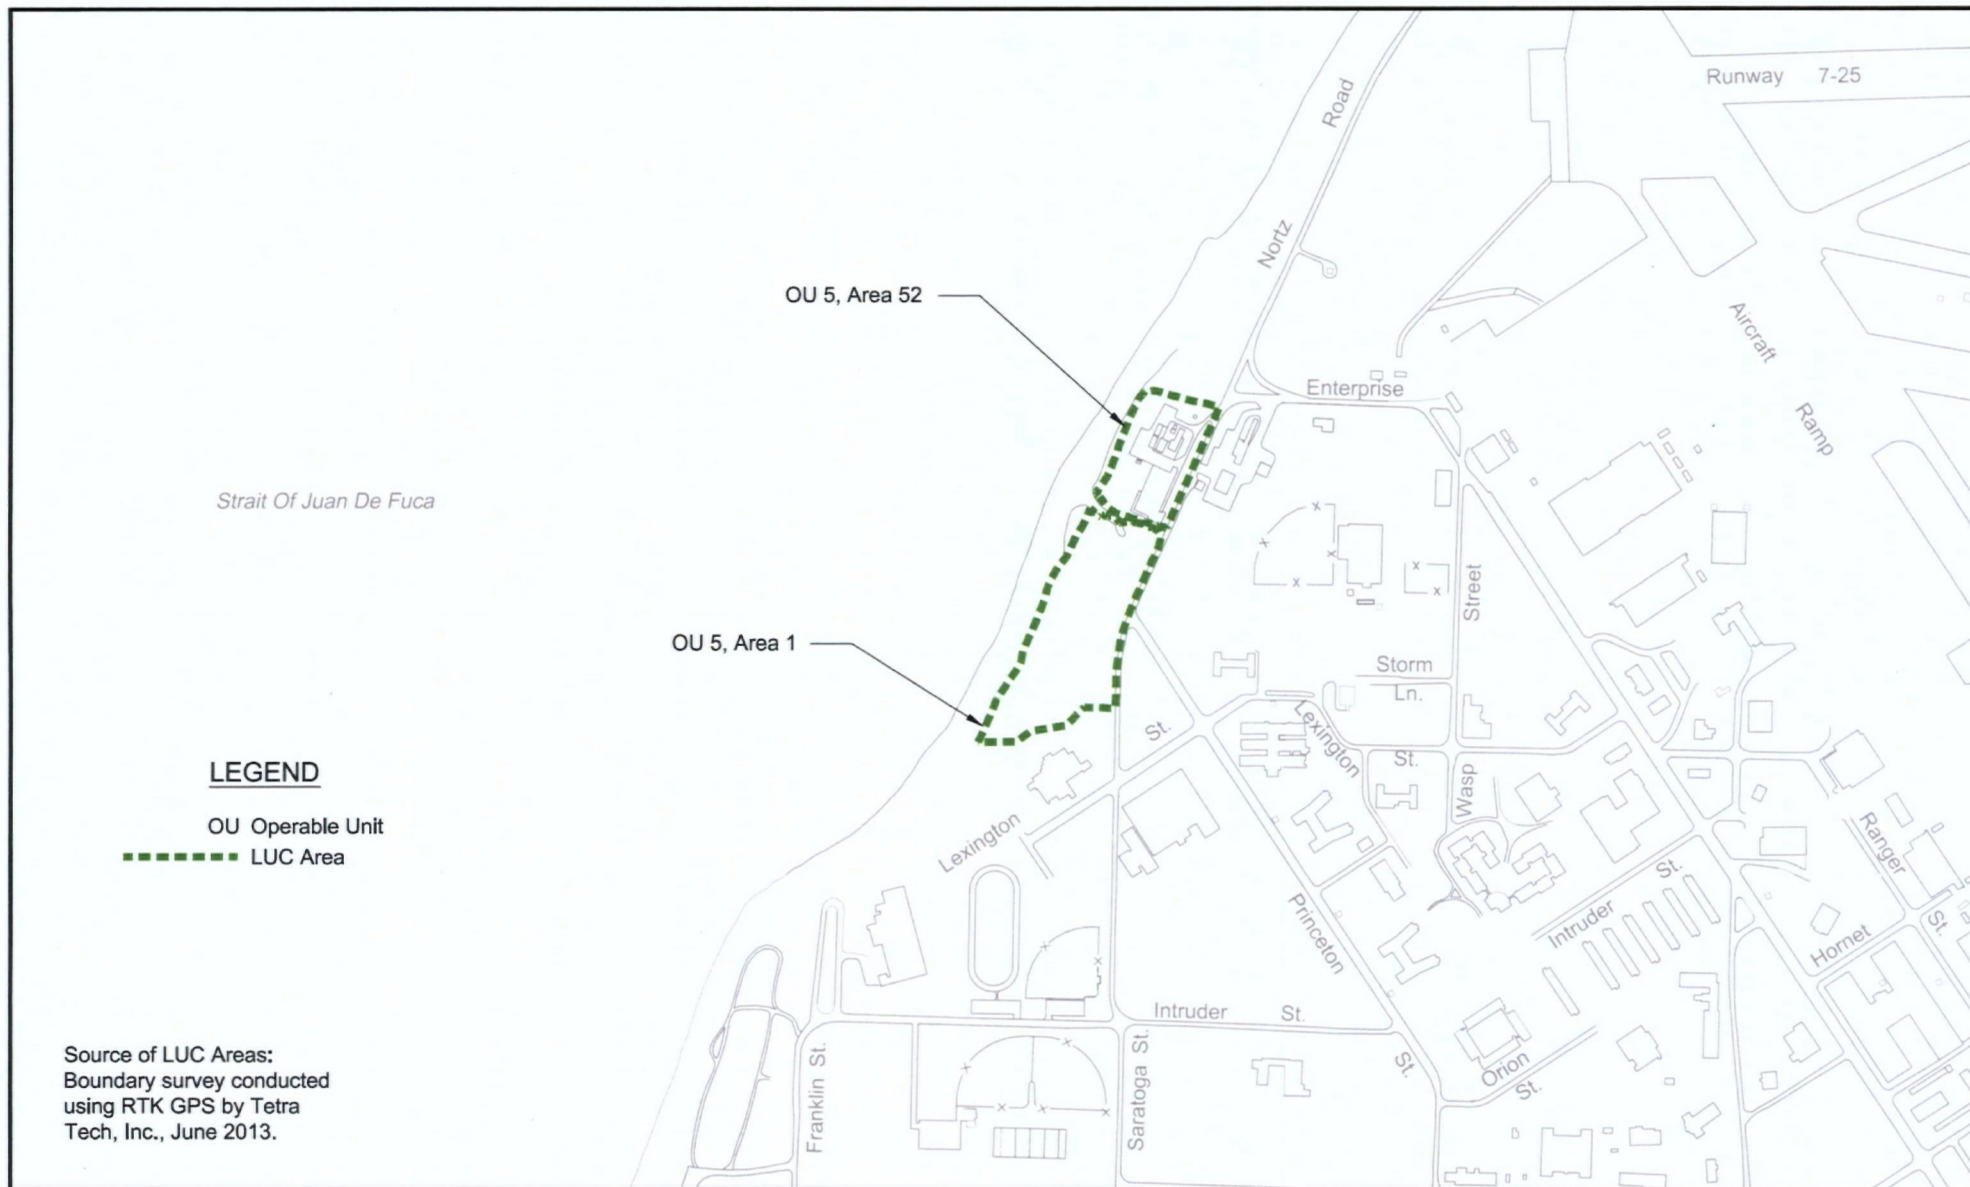 Runway 7-25
Road
Nortz
OU 5, Area 52
Aircraft
Ramp
Enterprise
Strait Of Juan De Fuca
Street
OU 5, Area 1
Storm
Ln.
Lexington
St.
St.
Wasp
LEGEND
OU Operable Unit
LUC Area
Lexington
Ranger
St.
Princeton
St.
Intruder
St.
Hornet
Intruder St.
Source of LUC Areas:
Boundary survey conducted
using RTK GPS by Tetra
Tech, Inc., June 2013.
Franklin St.
Saratoga St.
Orion
St.